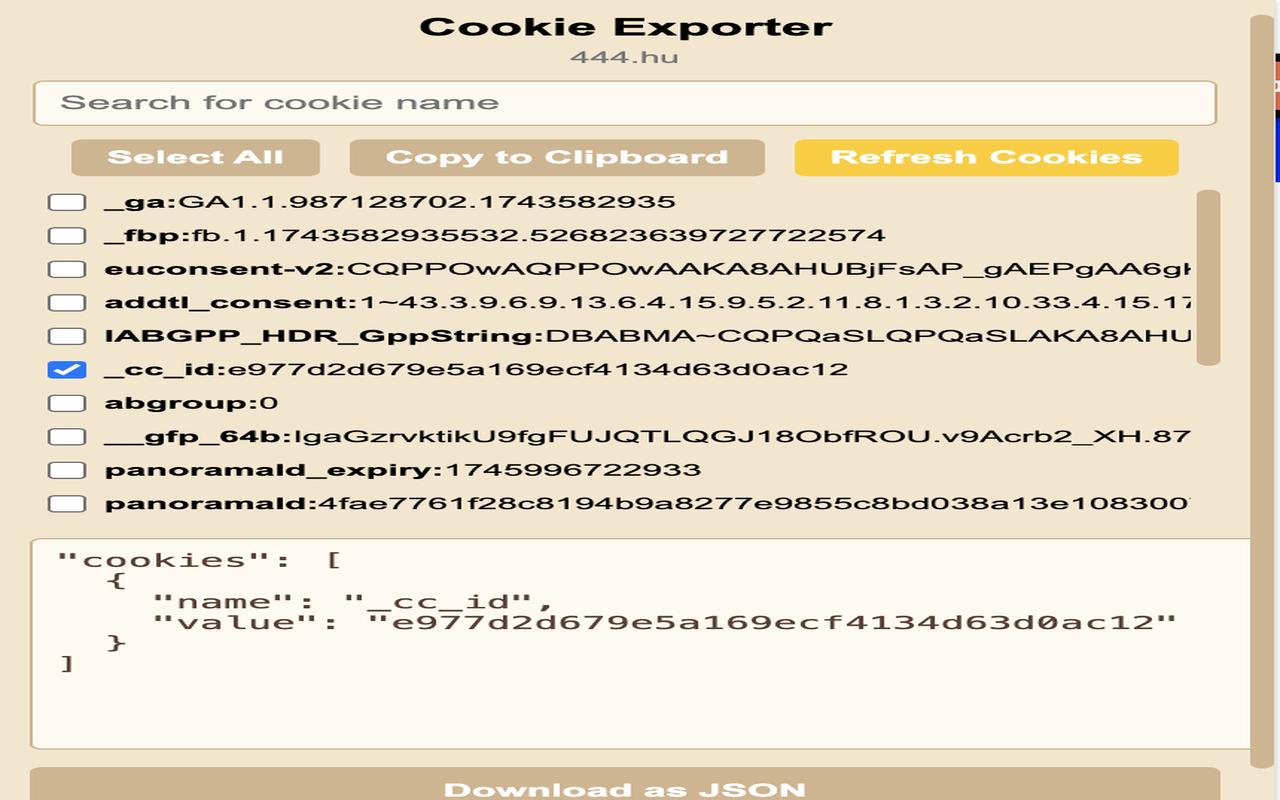 Cookie Exporter
444.hu
Search for cookie name
Select All
Copy to Clipboard
Refresh Cookies
_ga:GA1.1.987128702.1743582935
_fbp:fb.1.1743582935532.526823639727722574
euconsent-v2:CQPPOwAQPPOwAAKA8AHUBjFsAP_gAEPgAA6g
addtl_consent:1~43.3.9.6.9.13.6.4.15.9.5.2.11.8.1.3.2.10.33.4.15.17
IABGPP_HDR_GppString:DBABMA~CQPQaSLQPQaSLAKA8AHU
_cc_id:e977d2d679e5a169ecf4134d63d0ac12
abgroup:0
__gfp_64b:IgaGzrvktikU9fgFUJQTLQGJ18ObfROU.v9Acrb2_XH.87
panoramaId_expiry:1745996722933
panoramaId:4fae7761f28c8194b9a8277e9855c8bd038a13e108300
"cookies": [
{
"name": "_cc_id",
"value": "e977d2d679e5a169ecf4134d63d0ac12"
}
]
Download as JSON